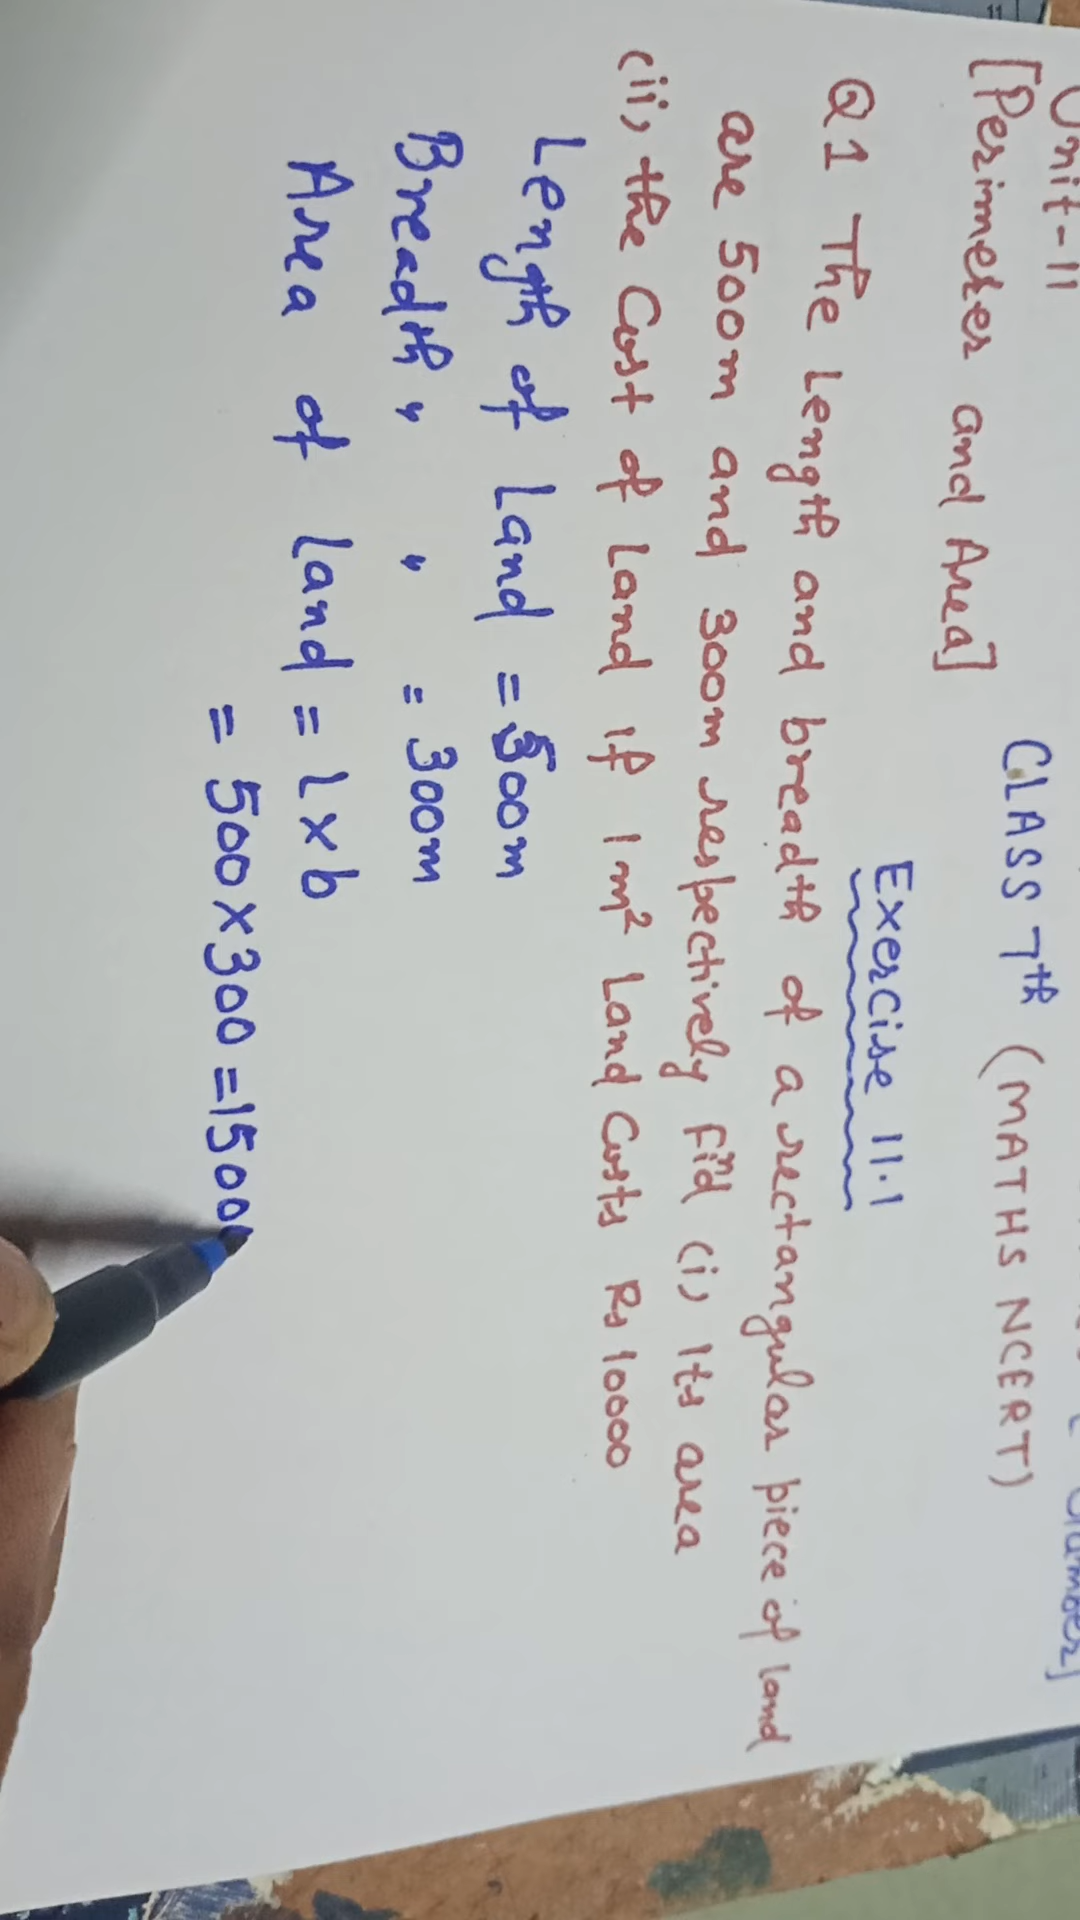 Unit-11
[Perimeter and Area] CLASS 7th (MATHS NCERT)
Exercise 11.1
Q1 The Length and breadth of a rectangular piece of land
are 500m and 300m respectively find (i) Its area
(ii) the Cost of Land if 1m² Land Costs Rs 10000
Length of Land = 500m
Breadth " " = 300m
Area of land = l×b
= 500×300 = 1500